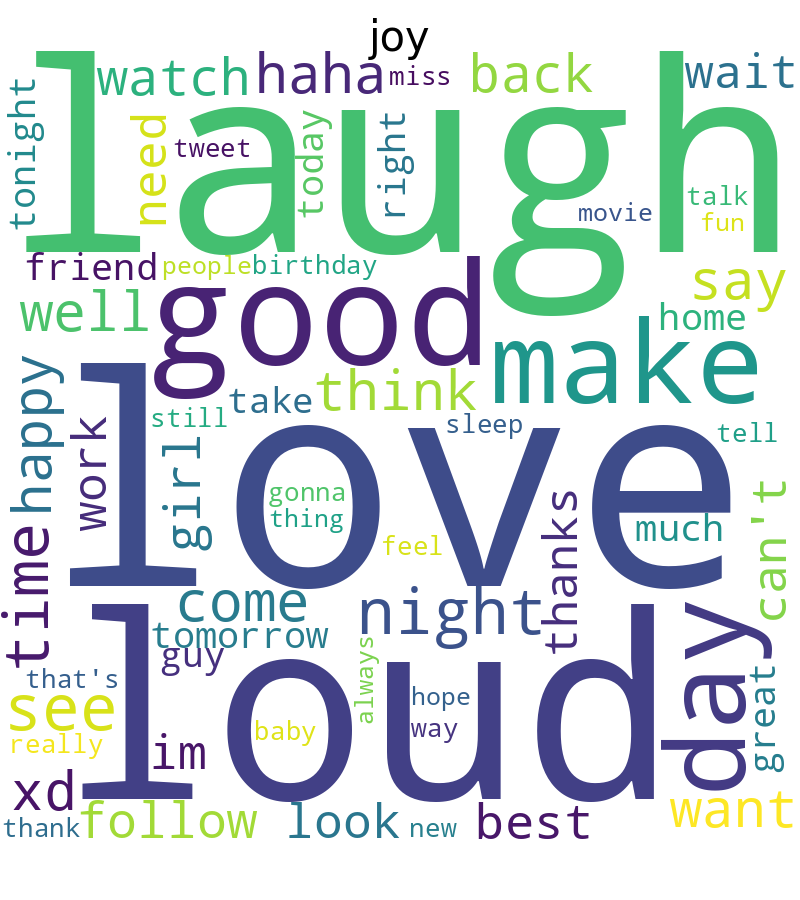 joy
laugh
watch
haha
miss
back
wait
tonight
need
tweet
today
right
movie
talk
fun
friend
people
birthday
good
say
well
home
make
happy
take
think
still
work
love
sleep
tell
girl
gonna
thing
feel
thanks
much
can't
time
come
night
tomorrow
guy
loud
always
day
that's
see
really
baby
hope
way
great
im
xd
thank
follow
look
new
best
want